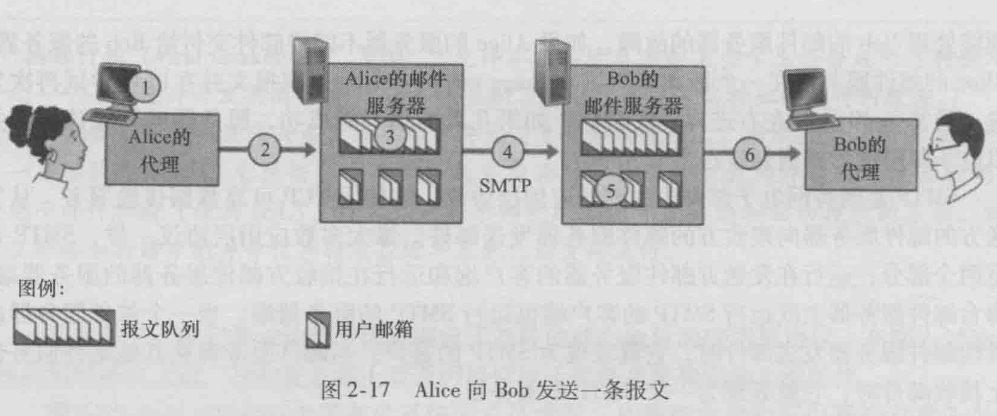 1
Alice的
代理
2
Alice的邮件
服务器
3
4
SMTP
Bob的
邮件服务器
5
6
Bob的
代理
图例：
报文队列
用户邮箱
图2-17 Alice 向 Bob 发送一条报文